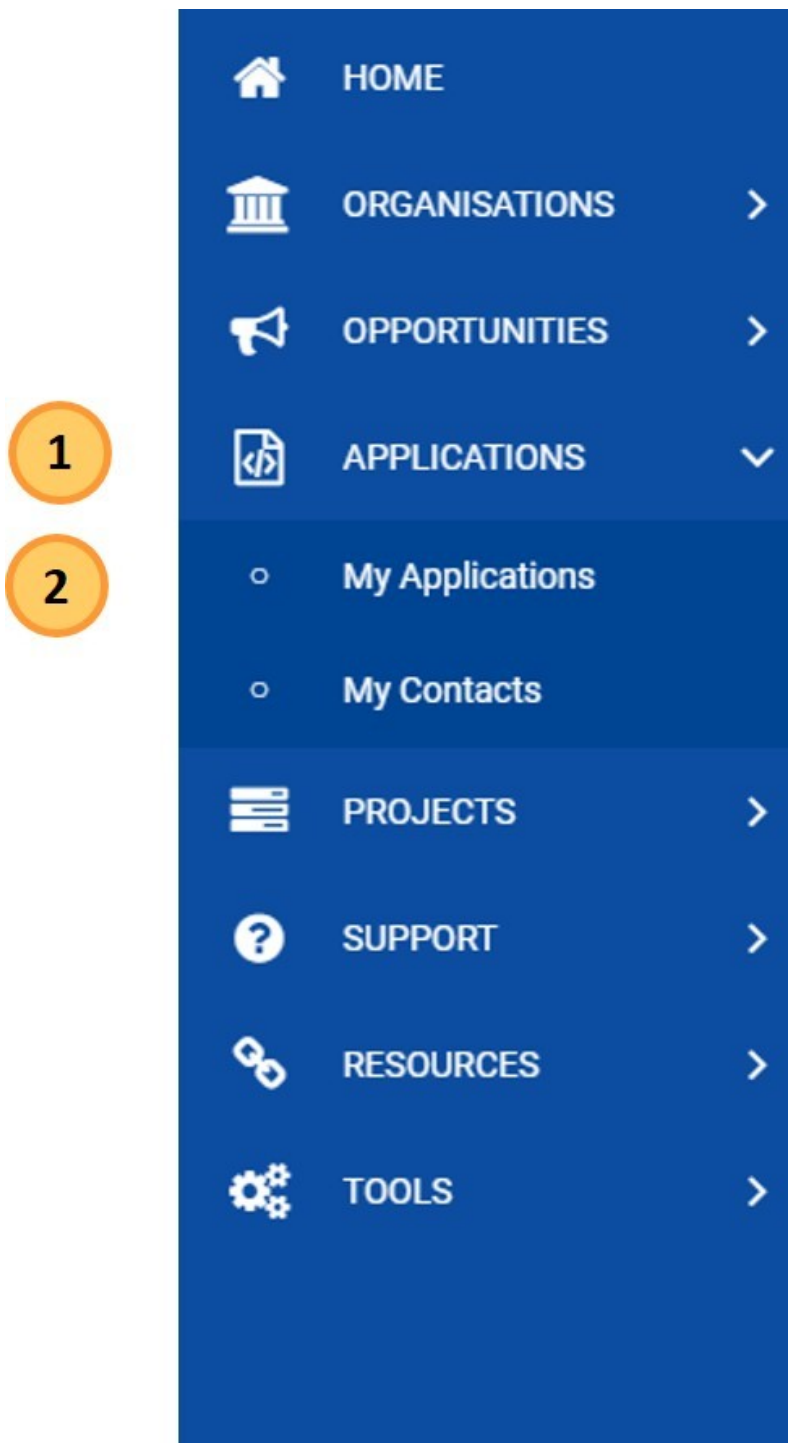 HOME
ORGANISATIONS
OPPORTUNITIES
1 APPLICATIONS
2 My Applications
My Contacts
PROJECTS
SUPPORT
RESOURCES
TOOLS